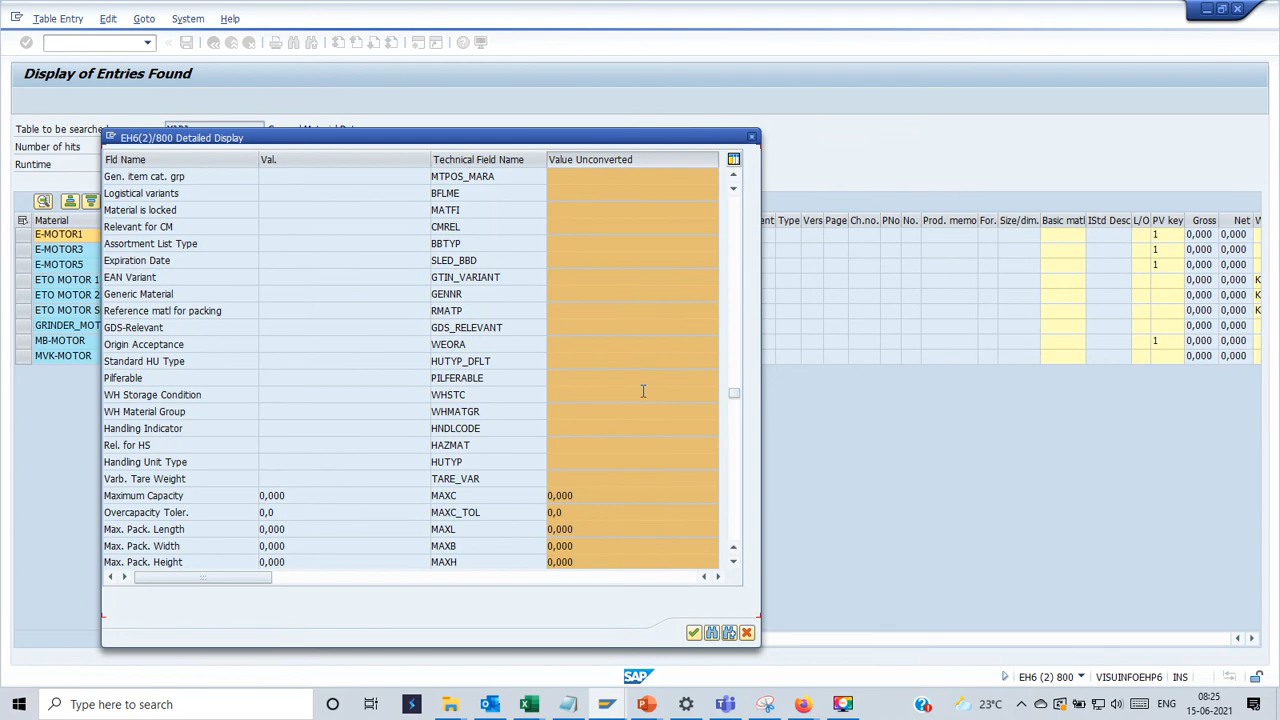 Table Entry Edit Goto System Help
Display of Entries Found
Table to be searched
Number of hits
Runtime
EH6(2)/800 Detailed Display
Fld Name Val. Technical Field Name Value Unconverted
Gen. item cat. grp MTPOS_MARA
Logistical variants BFLME
Material is locked MATFI
Relevant for CM CMREL
Assortment List Type BBTYP
Expiration Date SLED_BBD
EAN Variant GTIN_VARIANT
Generic Material GENNR
Reference matl for packing RMATP
GDS-Relevant GDS_RELEVANT
Origin Acceptance WEORA
Standard HU Type HUTYP_DFLT
Pilferable PILFERABLE
WH Storage Condition WHSTC
WH Material Group WHMATGR
Handling Indicator HNDLCODE
Rel. for HS HAZMAT
Handling Unit Type HUTYP
Varb. Tare Weight TARE_VAR
Maximum Capacity 0,000 MAXC 0,000
Overcapacity Toler. 0,0 MAXC_TOL 0,0
Max. Pack. Length 0,000 MAXL 0,000
Max. Pack. Width 0,000 MAXB 0,000
Max. Pack. Height 0,000 MAXH 0,000
Material ent Type Vers Page Ch.no. PNo No. Prod. memo For. Size/dim. Basic matl IStd Desc L/O PV key Gross Net W
E-MOTOR1 1 0,000 0,000
E-MOTOR3 1 0,000 0,000
E-MOTOR5 1 0,000 0,000
ETO MOTOR 1 0,000 0,000 K
ETO MOTOR 2 0,000 0,000 K
ETO MOTOR S 0,000 0,000 K
GRINDER_MOT 0,000 0,000
MB-MOTOR 1 0,000 0,000
MVK-MOTOR 0,000 0,000
SAP EH6 (2) 800 VISUINFOEHP6 INS
Type here to search 23°C ENG 08:25
15-06-2021